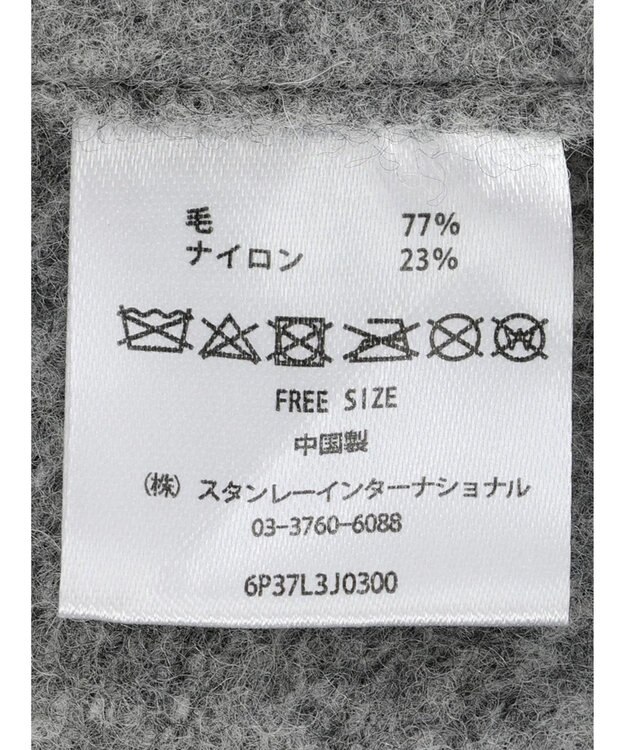 毛 77%
ナイロン 23%
FREE SIZE
中国製
(株) スタンレーインターナショナル
03-3760-6088
6P37L3J0300